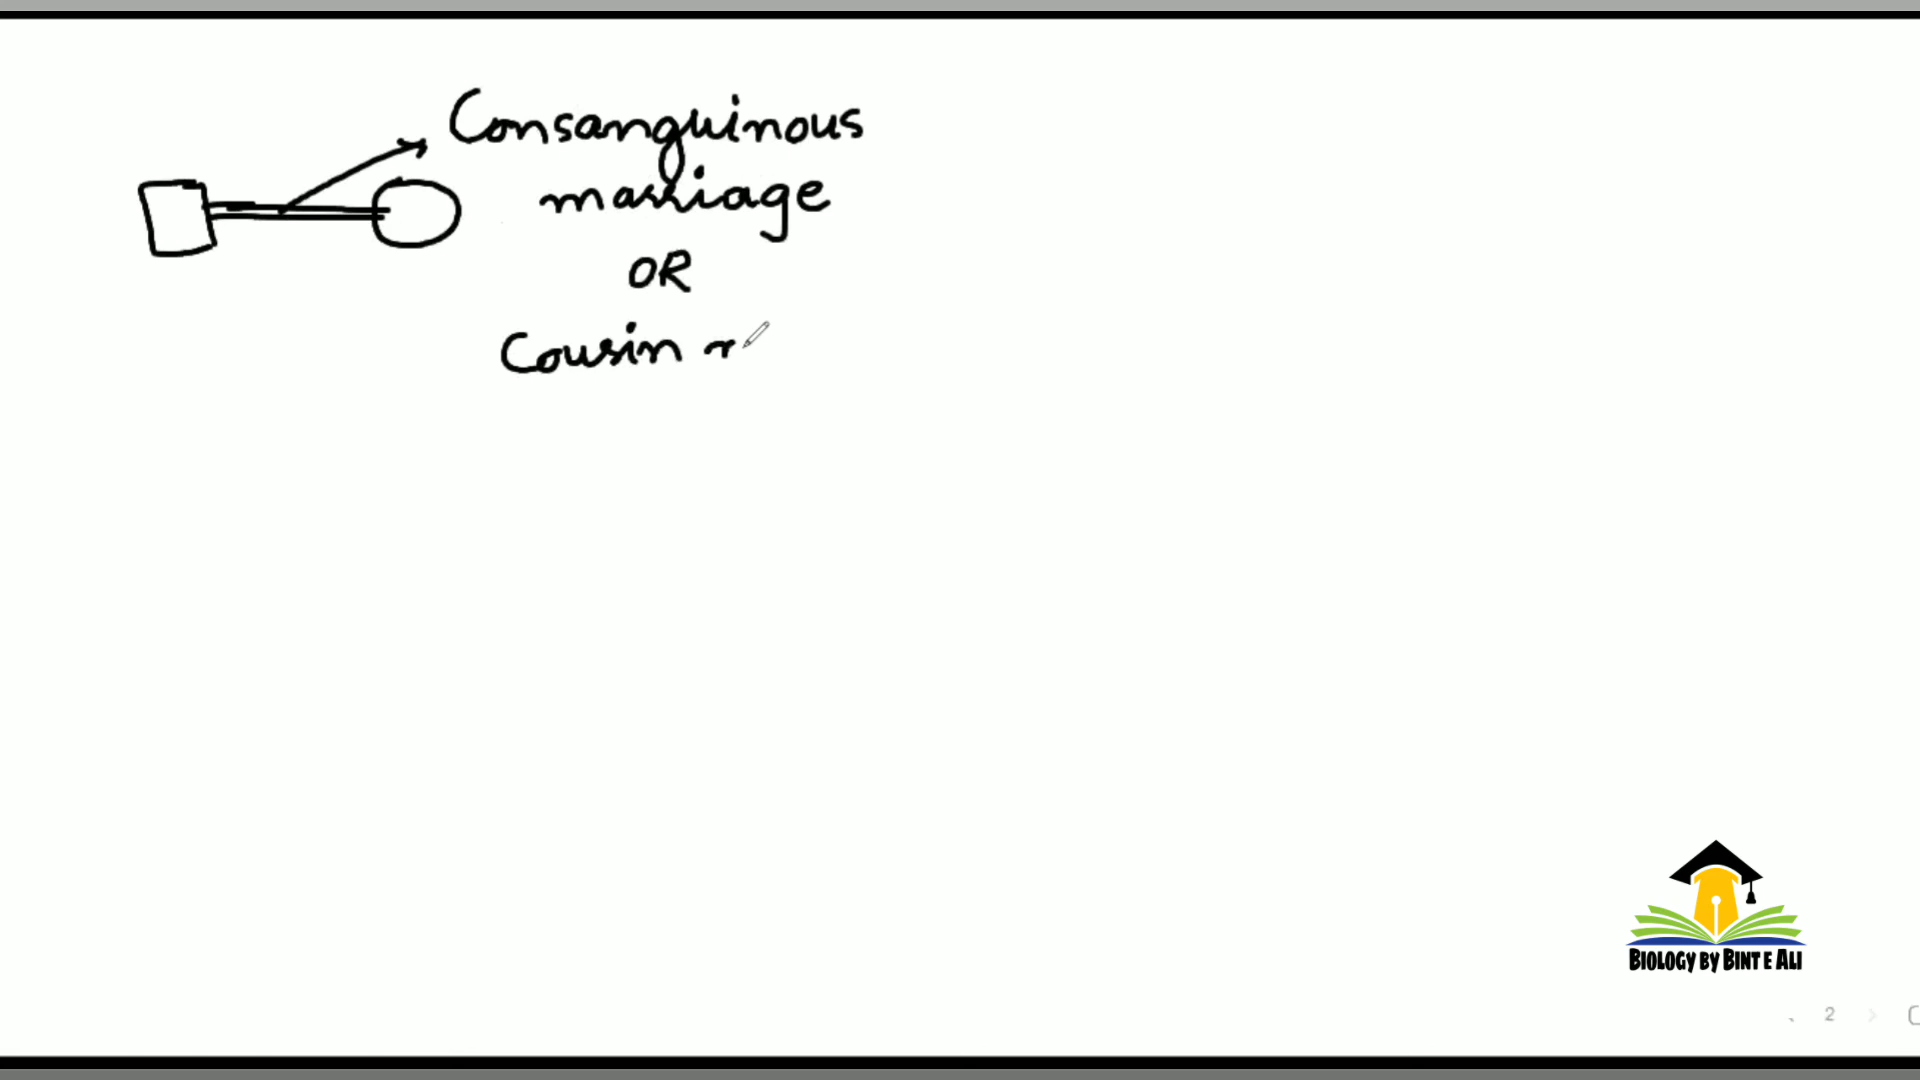 Consanguinous
marriage
OR
Cousin
BIOLOGY BY BINT E ALI
2